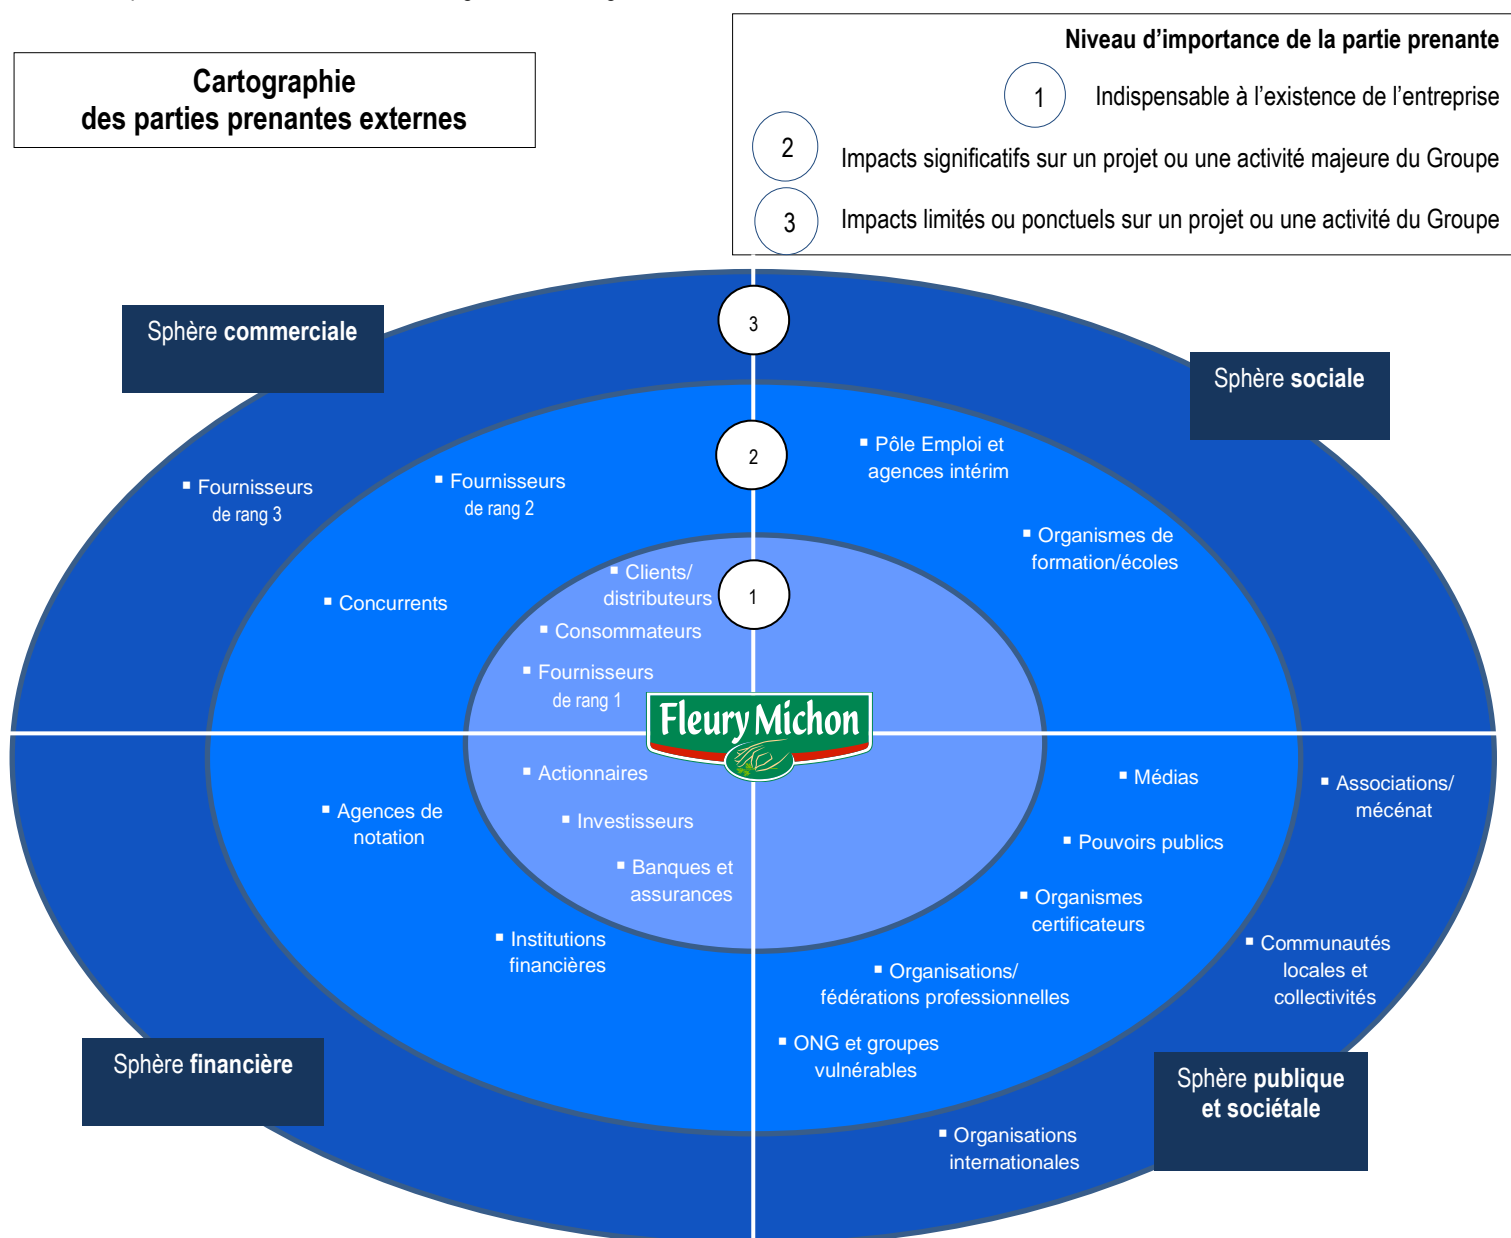 Cartographie
des parties prenantes externes
Niveau d’importance de la partie prenante
1 Indispensable à l’existence de l’entreprise
2 Impacts significatifs sur un projet ou une activité majeure du Groupe
3 Impacts limités ou ponctuels sur un projet ou une activité du Groupe
Sphère commerciale
Sphère sociale
3
2
1
▪ Fournisseurs
de rang 3
▪ Fournisseurs
de rang 2
▪ Concurrents
▪ Clients/
distributeurs
▪ Consommateurs
▪ Fournisseurs
de rang 1
▪ Pôle Emploi et
agences intérim
▪ Organismes de
formation/écoles
Fleury Michon
▪ Actionnaires
▪ Investisseurs
▪ Banques et
assurances
▪ Agences de
notation
▪ Institutions
financières
▪ Médias
▪ Pouvoirs publics
▪ Organismes
certificateurs
▪ Organisations/
fédérations professionnelles
▪ ONG et groupes
vulnérables
▪ Associations/
mécénat
▪ Communautés
locales et
collectivités
▪ Organisations
internationales
Sphère financière
Sphère publique
et sociétale